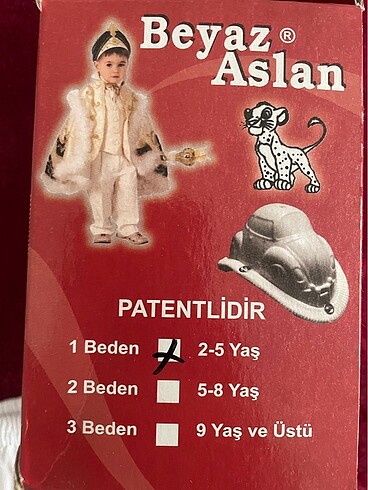 Beyaz ®
Aslan
PATENTLİDİR
1 Beden 2-5 Yaş
2 Beden 5-8 Yaş
3 Beden 9 Yaş ve Üstü